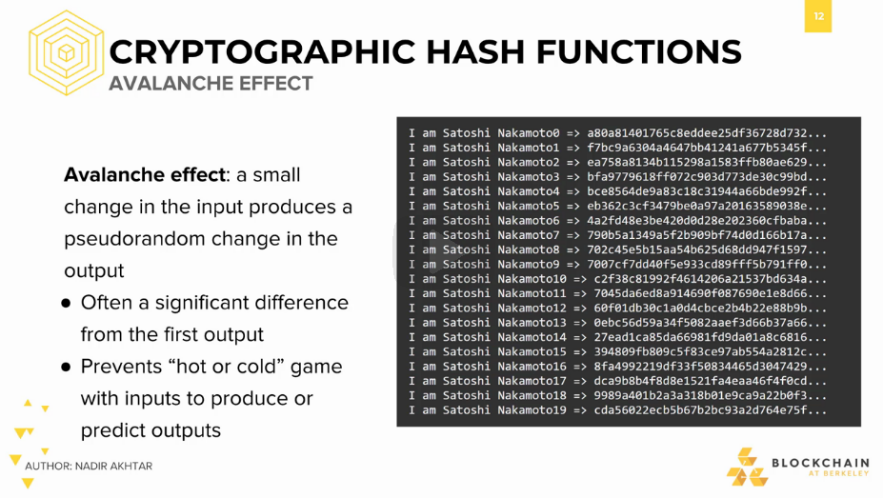 12
CRYPTOGRAPHIC HASH FUNCTIONS
AVALANCHE EFFECT
Avalanche effect: a small
change in the input produces a
pseudorandom change in the
output
● Often a significant difference
from the first output
● Prevents “hot or cold” game
with inputs to produce or
predict outputs
I am Satoshi Nakamoto0 => a80a81401765c8eddee25df36728d732...
I am Satoshi Nakamoto1 => f7bc9a6304a4647bb41241a677b5345f...
I am Satoshi Nakamoto2 => ea758a8134b115298a1583ffb80ae629...
I am Satoshi Nakamoto3 => bfa9779618ff072c903d773de30c99bd...
I am Satoshi Nakamoto4 => bce8564de9a83c18c31944a66bde992f...
I am Satoshi Nakamoto5 => eb362c3cf3479be0a97a20163589038e...
I am Satoshi Nakamoto6 => 4a2fd48e3be420d0d28e202360cfbaba...
I am Satoshi Nakamoto7 => 790b5a1349a5f2b909bf74d0d166b17a...
I am Satoshi Nakamoto8 => 702c45e5b15aa54b625d68dd947f1597...
I am Satoshi Nakamoto9 => 7007cf7dd40f5e933cd89fff5b791ff0...
I am Satoshi Nakamoto10 => c2f38c81992f4614206a21537bd634a...
I am Satoshi Nakamoto11 => 7045da6ed8a914690f087690e1e8d66...
I am Satoshi Nakamoto12 => 60f01db30c1a0d4cbce2b4b22e88b9b...
I am Satoshi Nakamoto13 => 0ebc56d59a34f5082aaef3d66b37a66...
I am Satoshi Nakamoto14 => 27ead1ca85da66981fd9da01a8c6816...
I am Satoshi Nakamoto15 => 394809fb809c5f83ce97ab554a2812c...
I am Satoshi Nakamoto16 => 8fa4992219df33f50834465d3047429...
I am Satoshi Nakamoto17 => dca9b8b4f8d8e1521fa4eaa46f4f0cd...
I am Satoshi Nakamoto18 => 9989a401b2a3a318b01e9ca9a22b0f3...
I am Satoshi Nakamoto19 => cda56022ecb5b67b2bc93a2d764e75f...
AUTHOR: NADIR AKHTAR
BLOCKCHAIN
AT BERKELEY